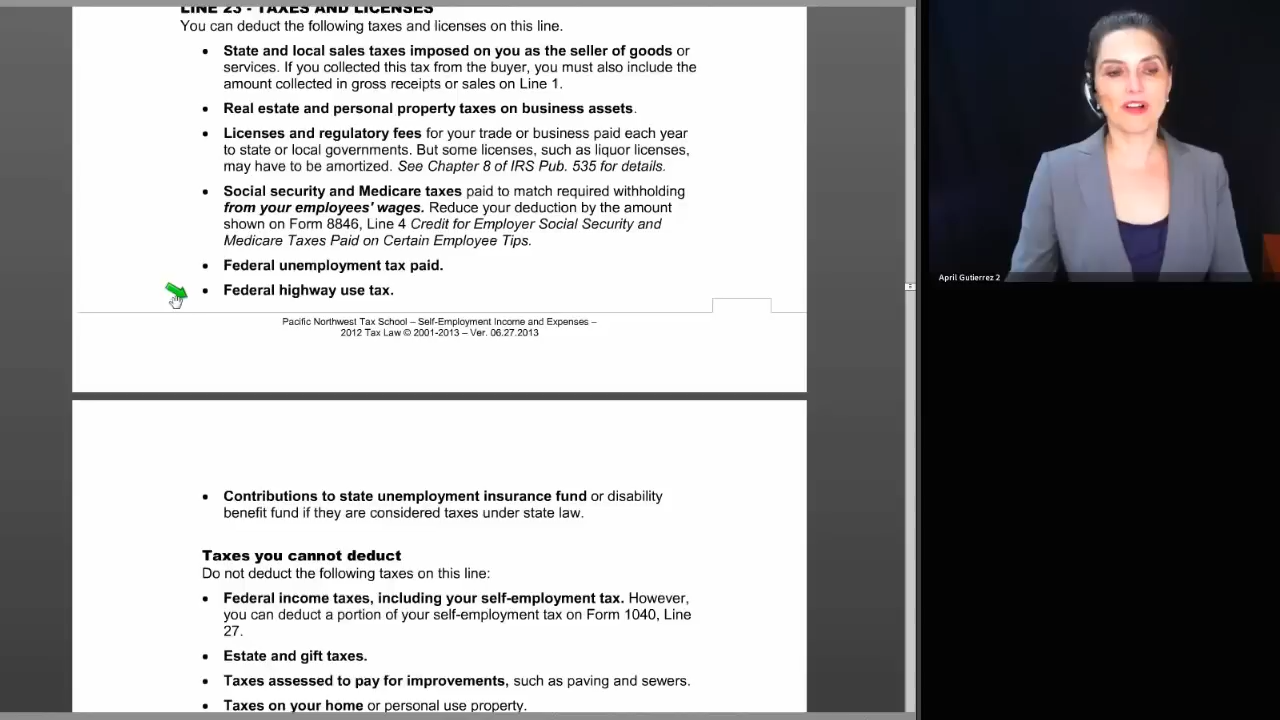 LINE 23 - TAXES AND LICENSES
You can deduct the following taxes and licenses on this line.
• State and local sales taxes imposed on you as the seller of goods or
services. If you collected this tax from the buyer, you must also include the
amount collected in gross receipts or sales on Line 1.
• Real estate and personal property taxes on business assets.
• Licenses and regulatory fees for your trade or business paid each year
to state or local governments. But some licenses, such as liquor licenses,
may have to be amortized. See Chapter 8 of IRS Pub. 535 for details.
• Social security and Medicare taxes paid to match required withholding
from your employees' wages. Reduce your deduction by the amount
shown on Form 8846, Line 4 Credit for Employer Social Security and
Medicare Taxes Paid on Certain Employee Tips.
• Federal unemployment tax paid.
• Federal highway use tax.
Pacific Northwest Tax School – Self-Employment Income and Expenses –
2012 Tax Law © 2001-2013 – Ver. 06.27.2013
• Contributions to state unemployment insurance fund or disability
benefit fund if they are considered taxes under state law.
Taxes you cannot deduct
Do not deduct the following taxes on this line:
• Federal income taxes, including your self-employment tax. However,
you can deduct a portion of your self-employment tax on Form 1040, Line
27.
• Estate and gift taxes.
• Taxes assessed to pay for improvements, such as paving and sewers.
• Taxes on your home or personal use property.
April Gutierrez 2